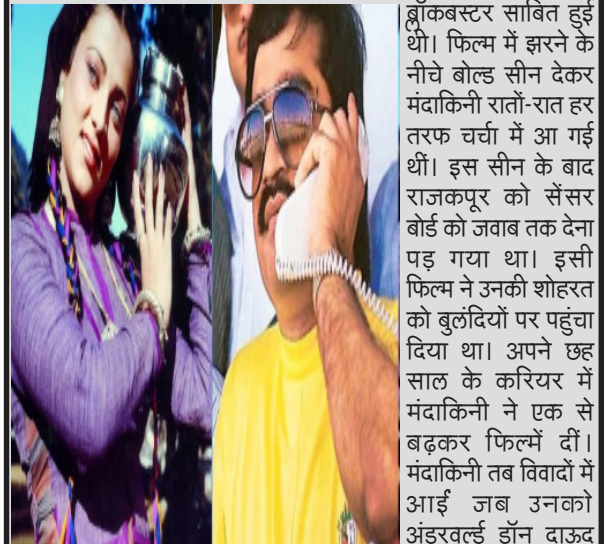 ब्लॉकबस्टर साबित हुई
थी। फिल्म में झरने के
नीचे बोल्ड सीन देकर
मंदाकिनी रातों-रात हर
तरफ चर्चा में आ गई
थीं। इस सीन के बाद
राजकपूर को सेंसर
बोर्ड को जवाब तक देना
पड़ गया था। इसी
फिल्म ने उनकी शोहरत
को बुलंदियों पर पहुंचा
दिया था। अपने छह
साल के करियर में
मंदाकिनी ने एक से
बढ़कर फिल्में दीं।
मंदाकिनी तब विवादों में
आईं जब उनको
अंडरवर्ल्ड डॉन दाऊद